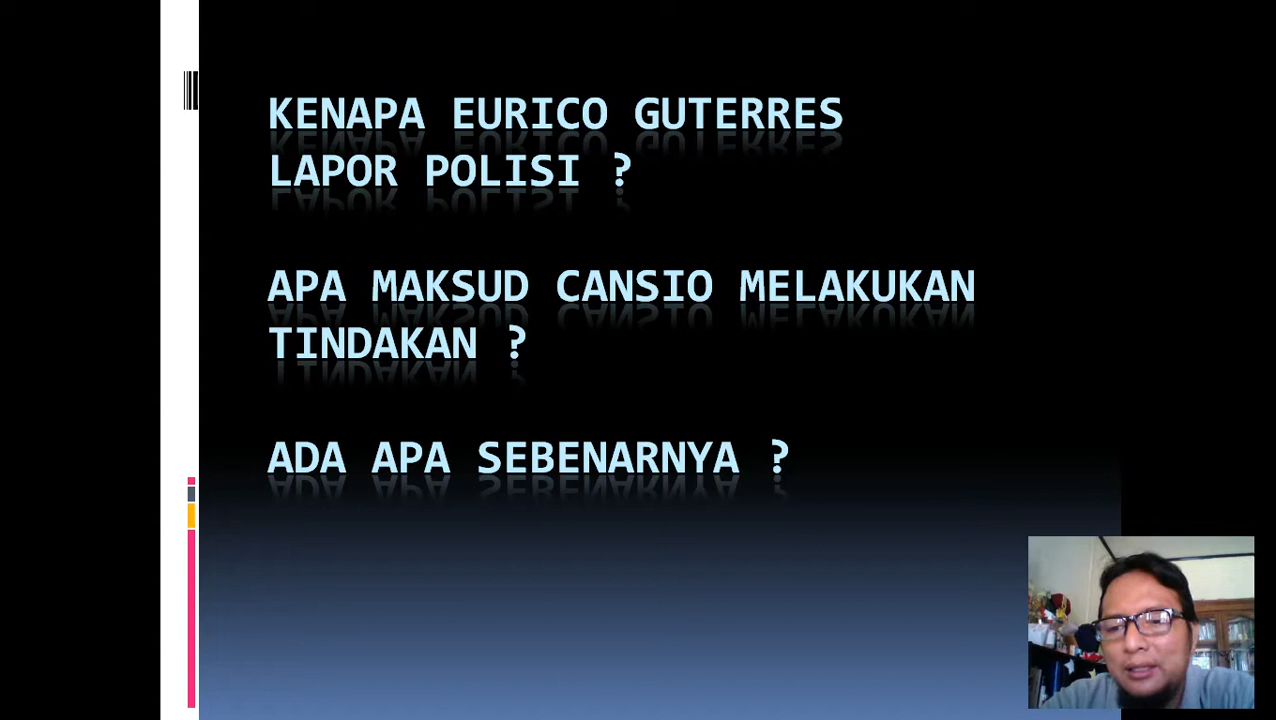 KENAPA EURICO GUTERRES
LAPOR POLISI ?
APA MAKSUD CANSIO MELAKUKAN
TINDAKAN ?
ADA APA SEBENARNYA ?